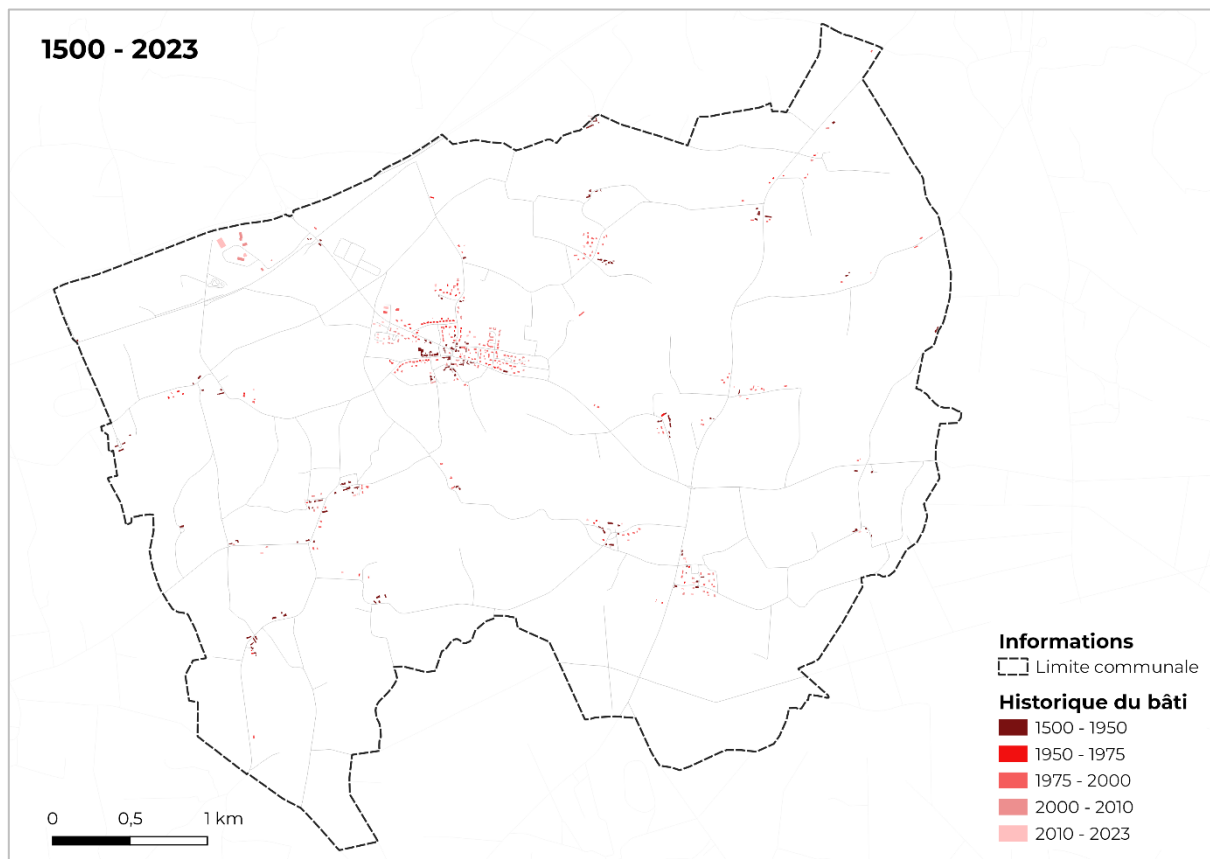 1500 - 2023
Informations
Limite communale
Historique du bâti
1500 - 1950
1950 - 1975
1975 - 2000
2000 - 2010
2010 - 2023
0 0,5 1 km